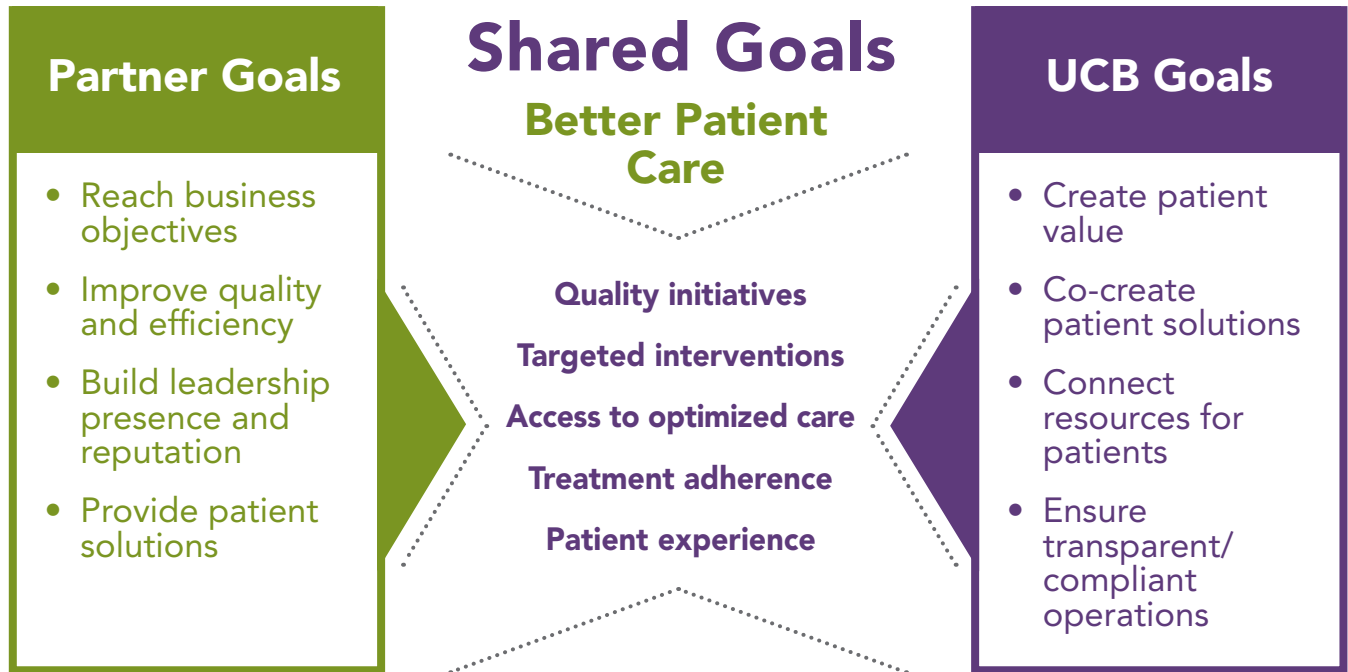 Partner Goals
• Reach business
objectives
• Improve quality
and efficiency
• Build leadership
presence and
reputation
• Provide patient
solutions
Shared Goals
Better Patient
Care
Quality initiatives
Targeted interventions
Access to optimized care
Treatment adherence
Patient experience
UCB Goals
• Create patient
value
• Co-create
patient solutions
• Connect
resources for
patients
• Ensure
transparent/
compliant
operations